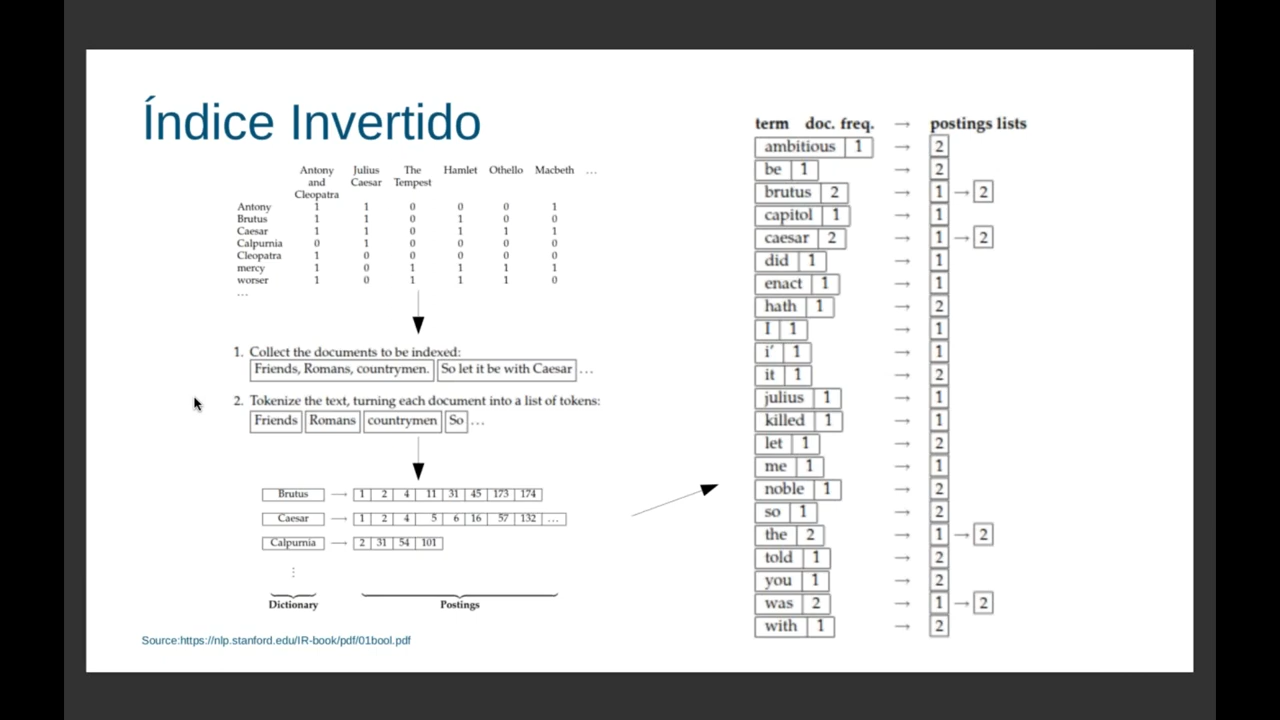 Índice Invertido
Antony Julius The Hamlet Othello Macbeth ...
and Caesar Tempest
Cleopatra
Antony 1 1 0 0 0 1
Brutus 1 1 0 1 0 0
Caesar 1 1 0 1 1 1
Calpurnia 0 1 0 0 0 0
Cleopatra 1 0 0 0 0 0
mercy 1 0 1 1 1 1
worser 1 0 1 1 1 0
...
1. Collect the documents to be indexed:
Friends, Romans, countrymen. So let it be with Caesar ...
2. Tokenize the text, turning each document into a list of tokens:
Friends Romans countrymen So ...
Brutus → 1 2 4 11 31 45 173 174
Caesar → 1 2 4 5 6 16 57 132 ...
Calpurnia → 2 31 54 101
⋮
Dictionary Postings
Source:https://nlp.stanford.edu/IR-book/pdf/01bool.pdf
term doc. freq. → postings lists
ambitious 1 → 2
be 1 → 2
brutus 2 → 1 → 2
capitol 1 → 1
caesar 2 → 1 → 2
did 1 → 1
enact 1 → 1
hath 1 → 2
I 1 → 1
i' 1 → 1
it 1 → 2
julius 1 → 1
killed 1 → 1
let 1 → 2
me 1 → 1
noble 1 → 2
so 1 → 2
the 2 → 1 → 2
told 1 → 2
you 1 → 2
was 2 → 1 → 2
with 1 → 2